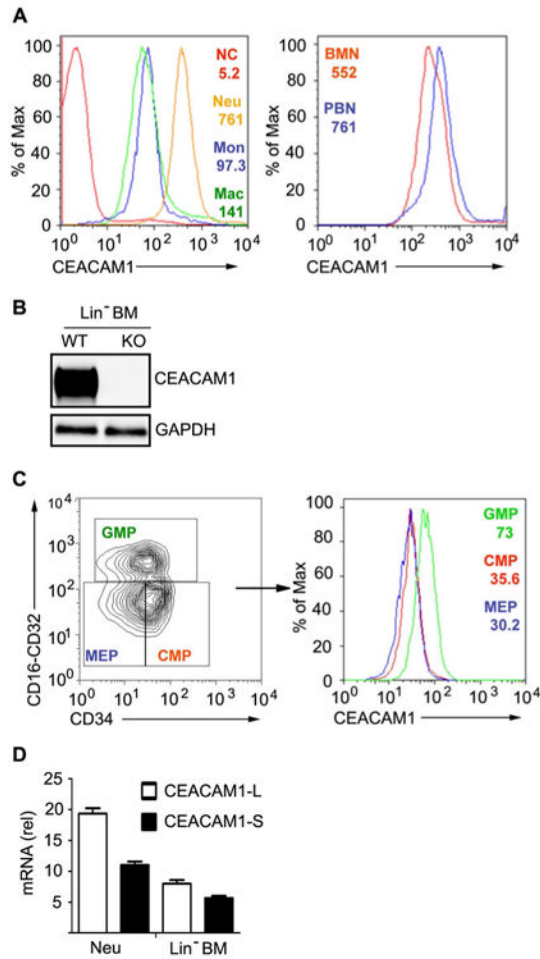 A
% of Max
100
80
60
40
20
0
NC
5.2
Neu
761
Mon
97.3
Mac
141
10^0 10^1 10^2 10^3 10^4
CEACAM1
% of Max
100
80
60
40
20
0
BMN
552
PBN
761
10^0 10^1 10^2 10^3 10^4
CEACAM1
B
Lin⁻ BM
WT KO
CEACAM1
GAPDH
C
CD16-CD32
10^4
10^3
10^2
10^1
10^0
GMP
MEP CMP
10^0 10^1 10^2 10^3 10^4
CD34
% of Max
100
80
60
40
20
0
GMP
73
CMP
35.6
MEP
30.2
10^0 10^1 10^2 10^3 10^4
CEACAM1
D
mRNA (rel)
25
20
15
10
5
CEACAM1-L
CEACAM1-S
Neu Lin⁻ BM